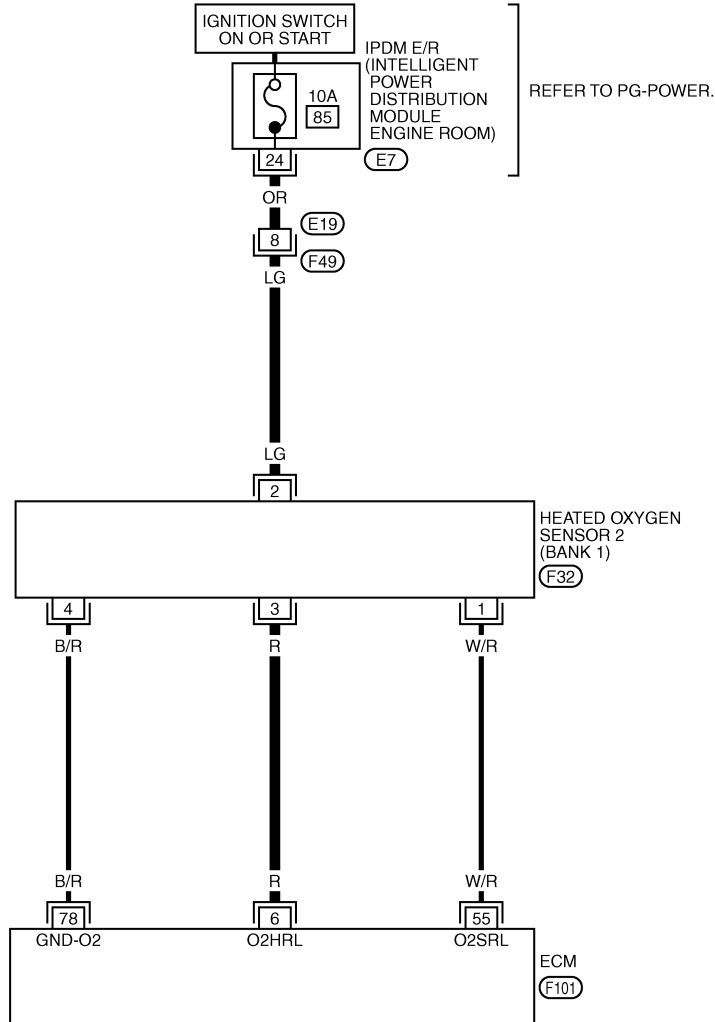 IGNITION SWITCH
ON OR START
IPDM E/R
(INTELLIGENT
POWER
DISTRIBUTION
MODULE
ENGINE ROOM)
REFER TO PG-POWER.
10A
85
24
E7
OR
E19
8
F49
LG
LG
2
HEATED OXYGEN
SENSOR 2
(BANK 1)
F32
4 3 1
B/R R W/R
B/R R W/R
78 6 55
GND-O2 O2HRL O2SRL
ECM
F101